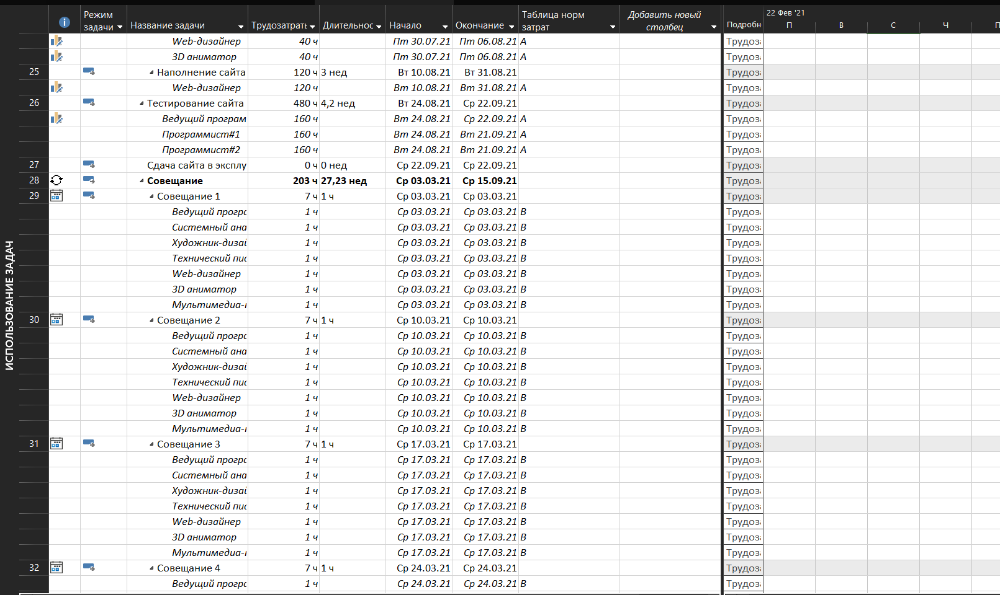 Режим задачи	Название задачи	Трудозатраты	Длительнос	Начало	Окончание	Таблица норм затрат	Добавить новый столбец	Подробн	22 Фев '21
П	В	С	Ч	П
Web-дизайнер	40 ч	Пт 30.07.21	Пт 06.08.21	A	Трудоз
3D аниматор	40 ч	Пт 30.07.21	Пт 06.08.21	A	Трудоз
25	Наполнение сайта	120 ч	3 нед	Вт 10.08.21	Вт 31.08.21	Трудоз
Web-дизайнер	120 ч	Вт 10.08.21	Вт 31.08.21	A	Трудоз
26	Тестирование сайта	480 ч	4,2 нед	Вт 24.08.21	Ср 22.09.21	Трудоз
Ведущий програм	160 ч	Вт 24.08.21	Ср 22.09.21	A	Трудоз
Программист#1	160 ч	Вт 24.08.21	Вт 21.09.21	A	Трудоз
Программист#2	160 ч	Вт 24.08.21	Вт 21.09.21	A	Трудоз
27	Сдача сайта в эксплу	0 ч	0 нед	Ср 22.09.21	Ср 22.09.21	Трудоз
28	Совещание	203 ч	27,23 нед	Ср 03.03.21	Ср 15.09.21	Трудоз
29	Совещание 1	7 ч	1 ч	Ср 03.03.21	Ср 03.03.21	Трудоз
Ведущий прогрс	1 ч	Ср 03.03.21	Ср 03.03.21	B	Трудоз
Системный ана	1 ч	Ср 03.03.21	Ср 03.03.21	B	Трудоз
Художник-дизаі	1 ч	Ср 03.03.21	Ср 03.03.21	B	Трудоз
Технический пис	1 ч	Ср 03.03.21	Ср 03.03.21	B	Трудоз
Web-дизайнер	1 ч	Ср 03.03.21	Ср 03.03.21	B	Трудоз
3D аниматор	1 ч	Ср 03.03.21	Ср 03.03.21	B	Трудоз
Мультимедиа-	1 ч	Ср 03.03.21	Ср 03.03.21	B	Трудоз
30	Совещание 2	7 ч	1 ч	Ср 10.03.21	Ср 10.03.21	Трудоз
Ведущий прогрс	1 ч	Ср 10.03.21	Ср 10.03.21	B	Трудоз
Системный ана	1 ч	Ср 10.03.21	Ср 10.03.21	B	Трудоз
Художник-дизаі	1 ч	Ср 10.03.21	Ср 10.03.21	B	Трудоз
Технический пис	1 ч	Ср 10.03.21	Ср 10.03.21	B	Трудоз
Web-дизайнер	1 ч	Ср 10.03.21	Ср 10.03.21	B	Трудоз
3D аниматор	1 ч	Ср 10.03.21	Ср 10.03.21	B	Трудоз
Мультимедиа-	1 ч	Ср 10.03.21	Ср 10.03.21	B	Трудоз
31	Совещание 3	7 ч	1 ч	Ср 17.03.21	Ср 17.03.21	Трудоз
Ведущий прогрс	1 ч	Ср 17.03.21	Ср 17.03.21	B	Трудоз
Системный ана	1 ч	Ср 17.03.21	Ср 17.03.21	B	Трудоз
Художник-дизаі	1 ч	Ср 17.03.21	Ср 17.03.21	B	Трудоз
Технический пис	1 ч	Ср 17.03.21	Ср 17.03.21	B	Трудоз
Web-дизайнер	1 ч	Ср 17.03.21	Ср 17.03.21	B	Трудоз
3D аниматор	1 ч	Ср 17.03.21	Ср 17.03.21	B	Трудоз
Мультимедиа-	1 ч	Ср 17.03.21	Ср 17.03.21	B	Трудоз
32	Совещание 4	7 ч	1 ч	Ср 24.03.21	Ср 24.03.21	Трудоз
Ведущий прогрс	1 ч	Ср 24.03.21	Ср 24.03.21	B	Трудоз
ИСПОЛЬЗОВАНИЕ ЗАДАЧ